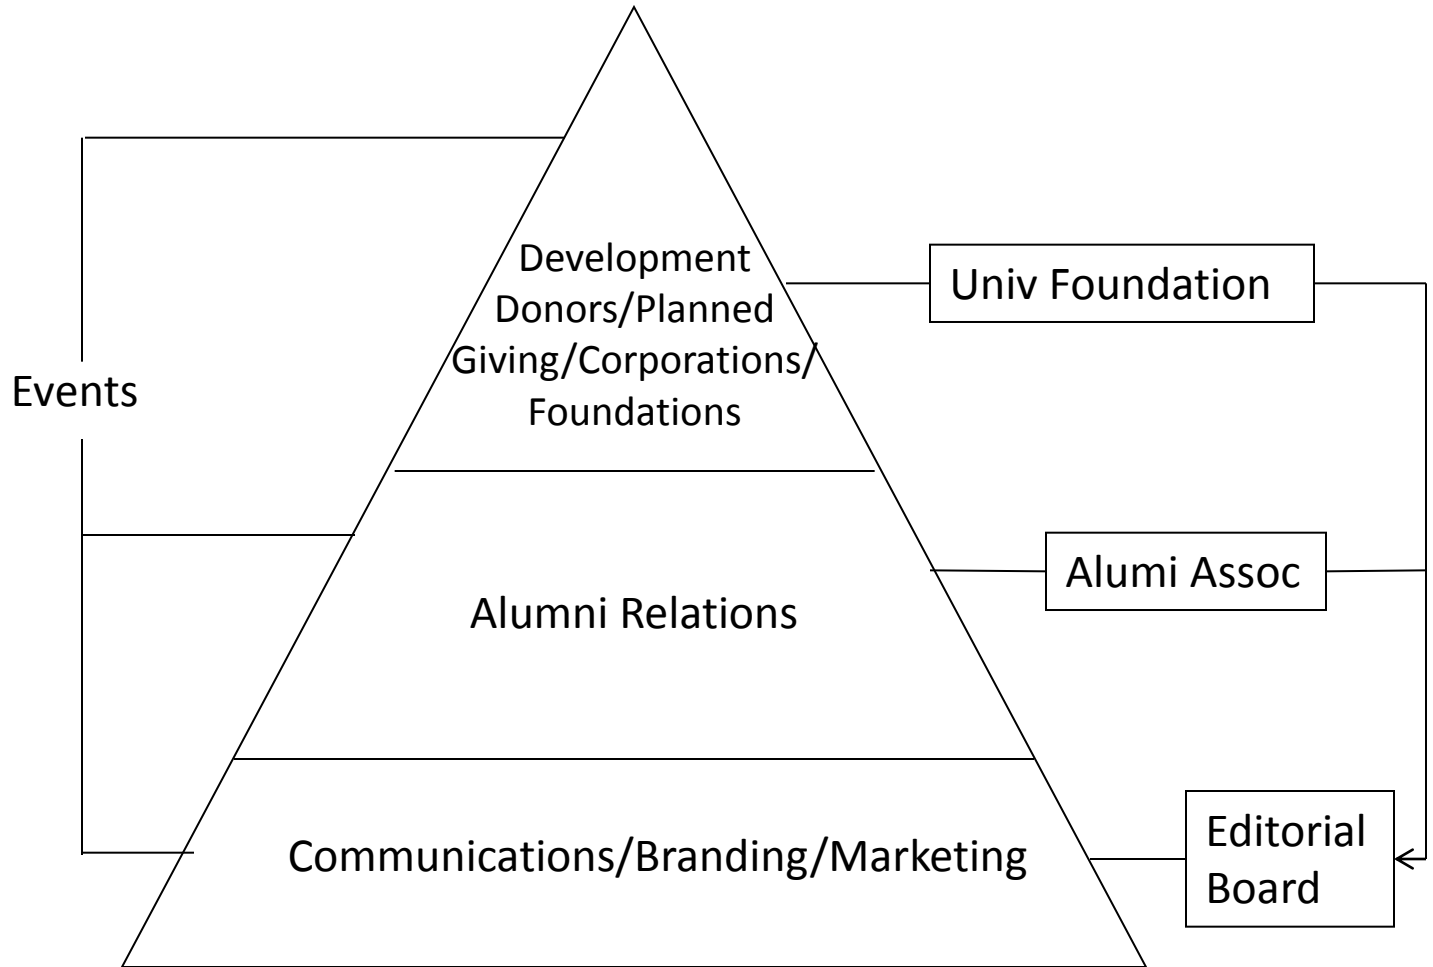 Development
Donors/Planned
Giving/Corporations/
Foundations
Univ Foundation
Events
Alumni Relations
Alumi Assoc
Communications/Branding/Marketing
Editorial
Board